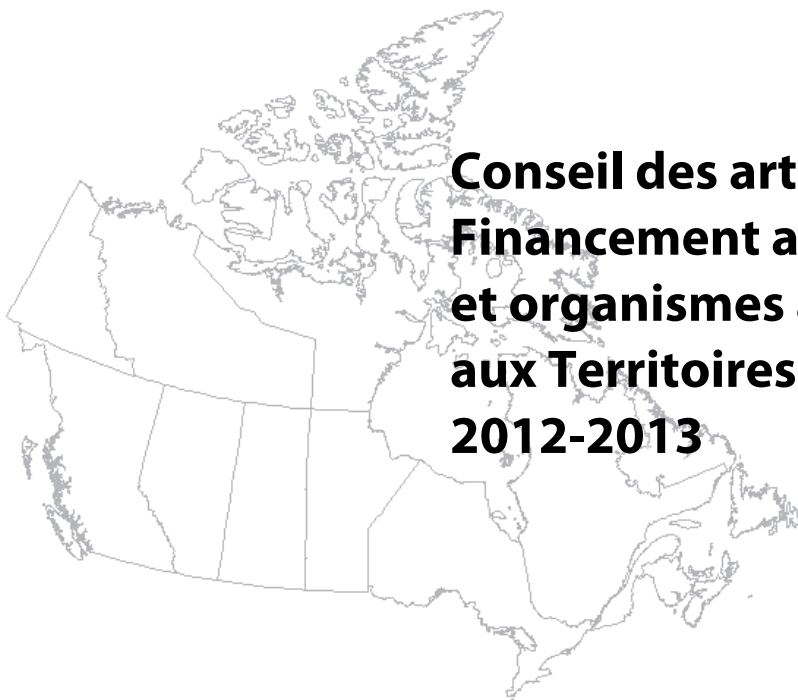 Conseil des art
Financement a
et organismes a
aux Territoires
2012-2013